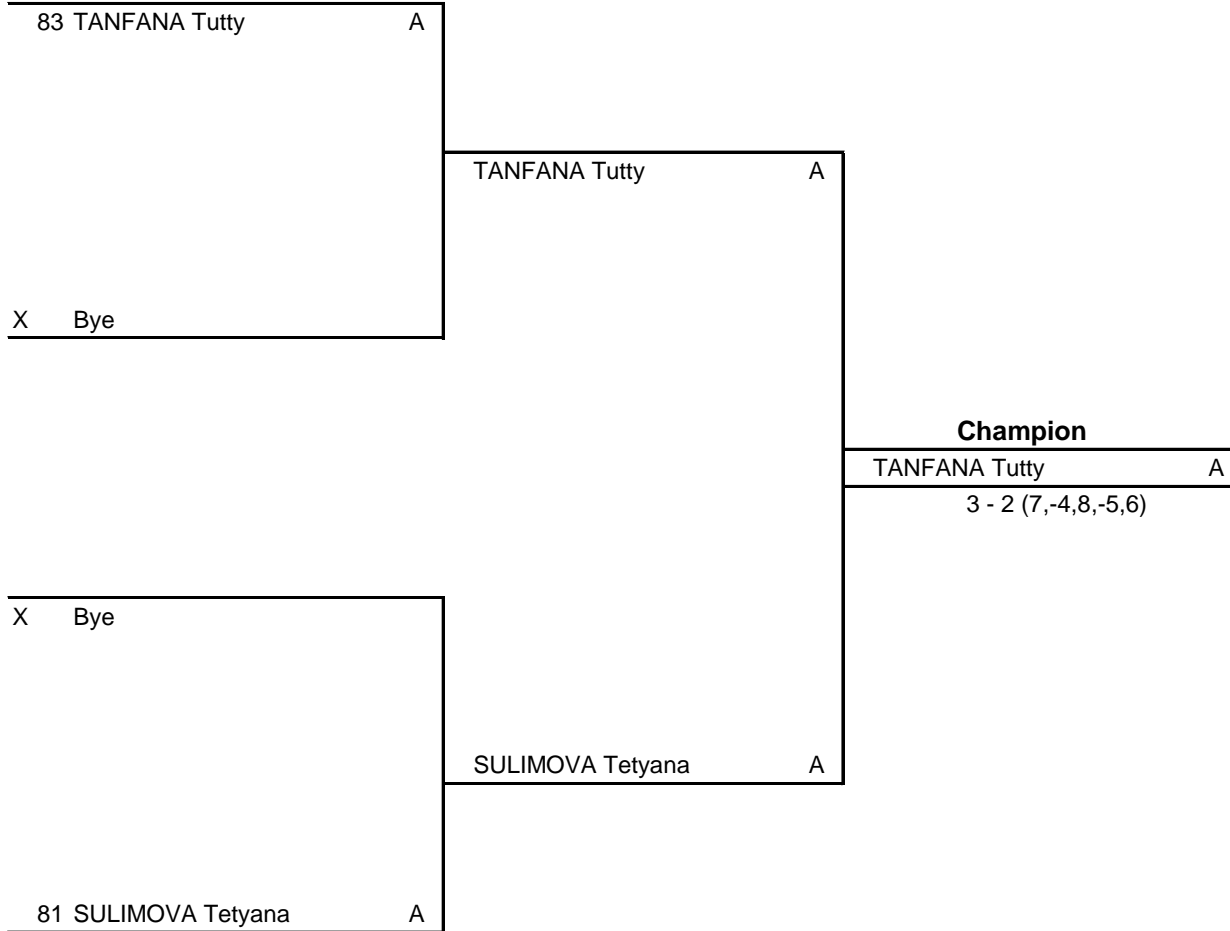 83 TANFANA Tutty A
TANFANA Tutty A
X Bye
Champion
TANFANA Tutty A
3 - 2 (7,-4,8,-5,6)
X Bye
SULIMOVA Tetyana A
81 SULIMOVA Tetyana A